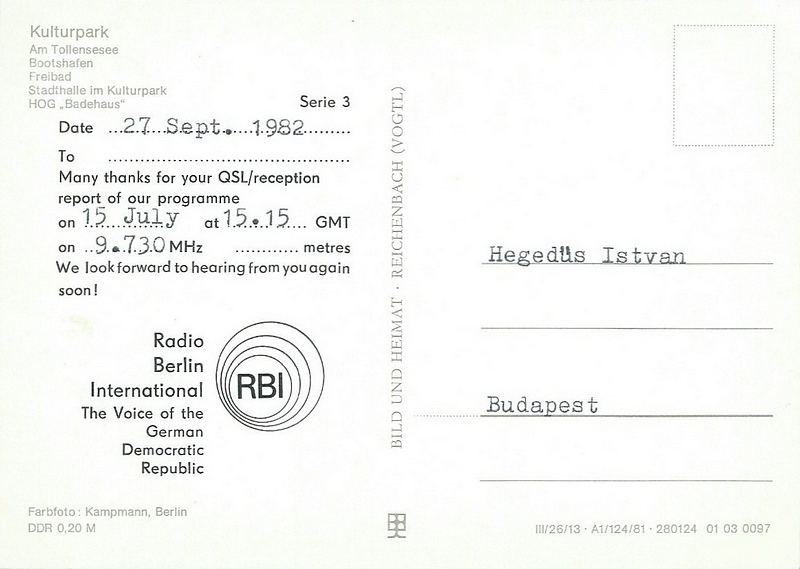 Kulturpark
Am Tollensesee
Bootshafen
Freibad
Stadthalle im Kulturpark
HOG „Badehaus“
Serie 3
Date ...27 Sept. 1982...
To ...
Many thanks for your QSL/reception
report of our programme
on 15 July at 15.15 GMT
on 9.730 MHz ... metres
We look forward to hearing from you again
soon!
Radio
Berlin
International
RBI
The Voice of the
German
Democratic
Republic
Farbfoto: Kampmann, Berlin
DDR 0,20 M
BILD UND HEIMAT · REICHENBACH (VOGTL)
Hegedüs Istvan
Budapest
III/26/13 · A1/124/81 · 280124 01 03 0097